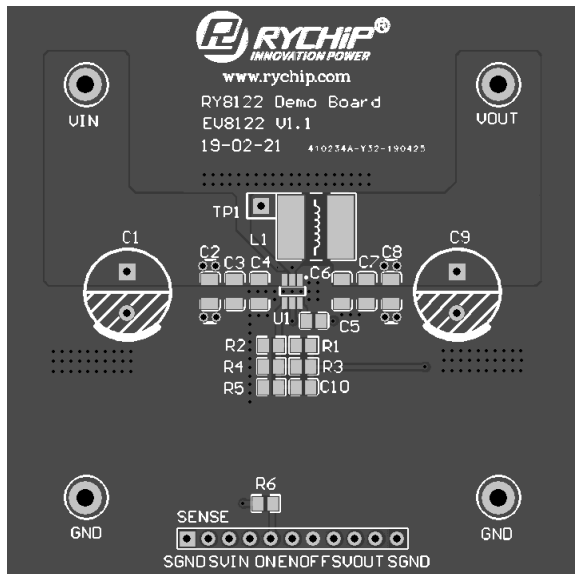 RYCHIP®
INNOVATION POWER
www.rychip.com
RY8122 Demo Board
EV8122 V1.1
19-02-21 410234A-Y32-190425
VIN
VOUT
TP1
L1
C1
C2
C3
C4
C6
C7
C8
C9
U1
C5
R2
R1
R4
R3
R5
C10
R6
GND
GND
SENSE
SGNDSVIN ONENOFFSVOUT SGND